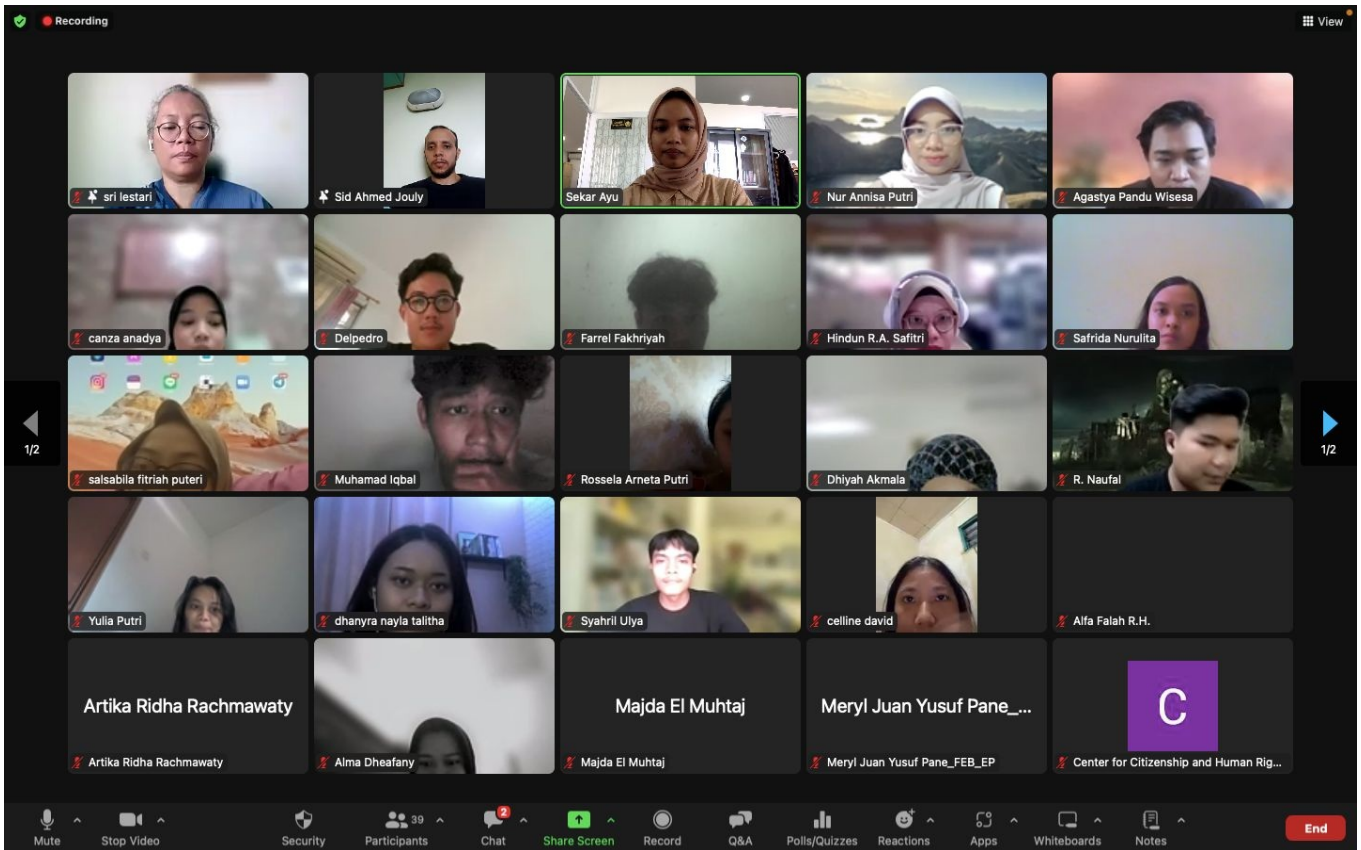 Recording
View
sri lestari
Sid Ahmed Jouly
Sekar Ayu
Nur Annisa Putri
Agastya Pandu Wisesa
canza anadya
Delpedro
Farrel Fakhriyah
Hindun R.A. Safitri
Safrida Nurulita
salsabila fitriah puteri
Muhamad Iqbal
Rossela Arneta Putri
Dhiyah Akmala
R. Naufal
1/2
1/2
Yulia Putri
dhanyra nayla talitha
Syahril Ulya
celline david
Alfa Falah R.H.
Artika Ridha Rachmawaty
Majda El Muhtaj
Meryl Juan Yusuf Pane_...
C
Artika Ridha Rachmawaty
Alma Dheafany
Majda El Muhtaj
Meryl Juan Yusuf Pane_FEB_EP
Center for Citizenship and Human Rig...
39
2
Mute
Stop Video
Security
Participants
Chat
Share Screen
Record
Q&A
Polls/Quizzes
Reactions
Apps
Whiteboards
Notes
End